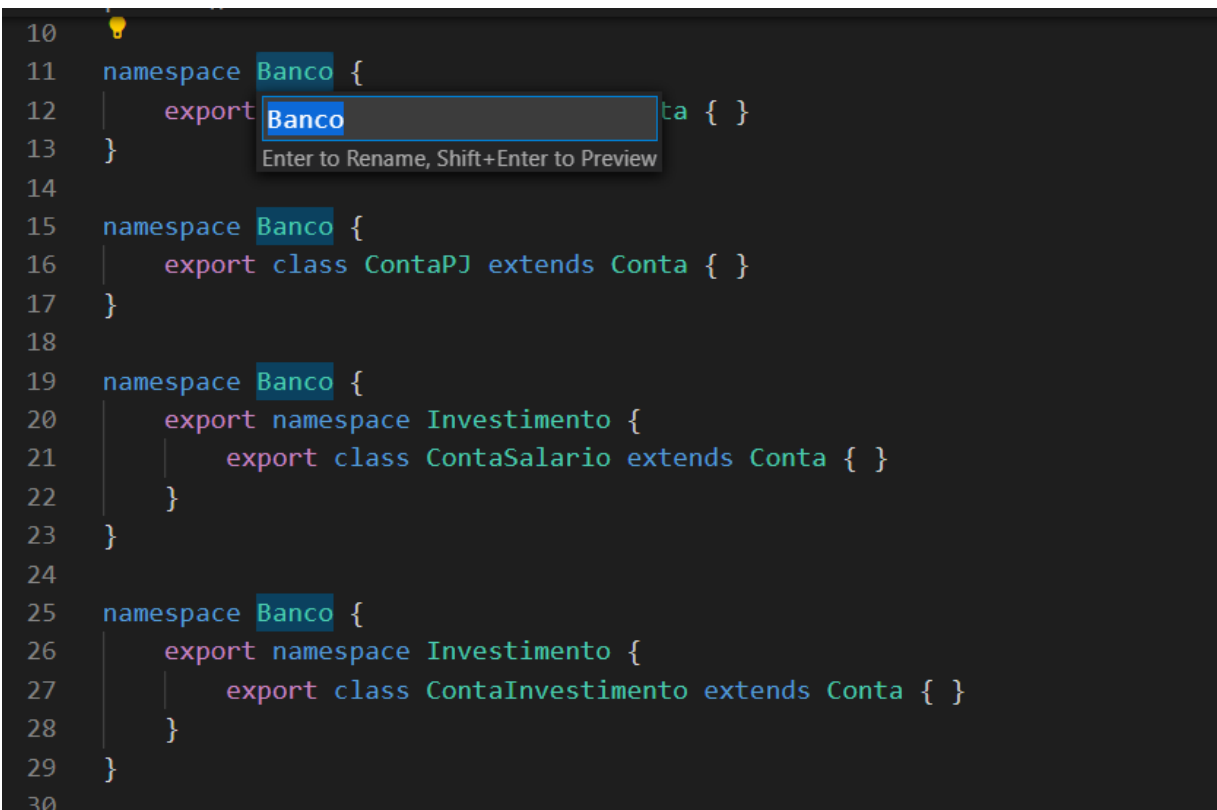 10
11 namespace Banco {
12 export Banco ta { }
13 } Enter to Rename, Shift+Enter to Preview
14
15 namespace Banco {
16 export class ContaPJ extends Conta { }
17 }
18
19 namespace Banco {
20 export namespace Investimento {
21 export class ContaSalario extends Conta { }
22 }
23 }
24
25 namespace Banco {
26 export namespace Investimento {
27 export class ContaInvestimento extends Conta { }
28 }
29 }
30